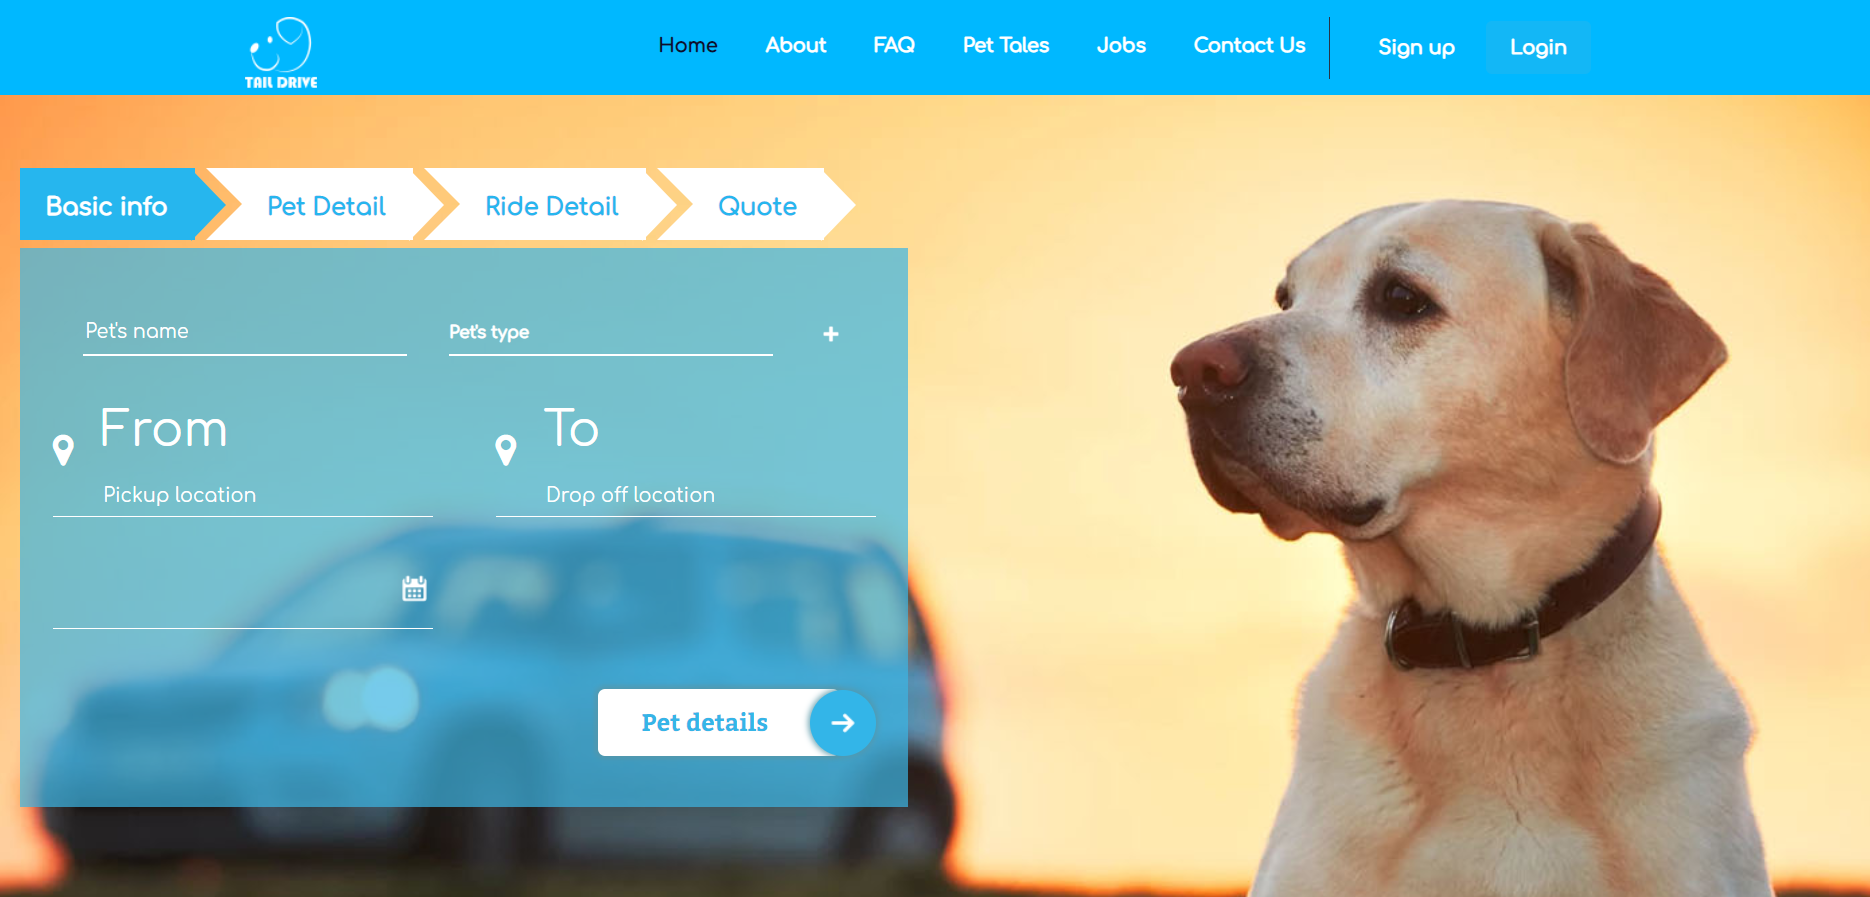 TAIL DRIVE
Home About FAQ Pet Tales Jobs Contact Us Sign up Login
Basic info Pet Detail Ride Detail Quote
Pet's name Pet's type +
From To
Pickup location Drop off location
Pet details